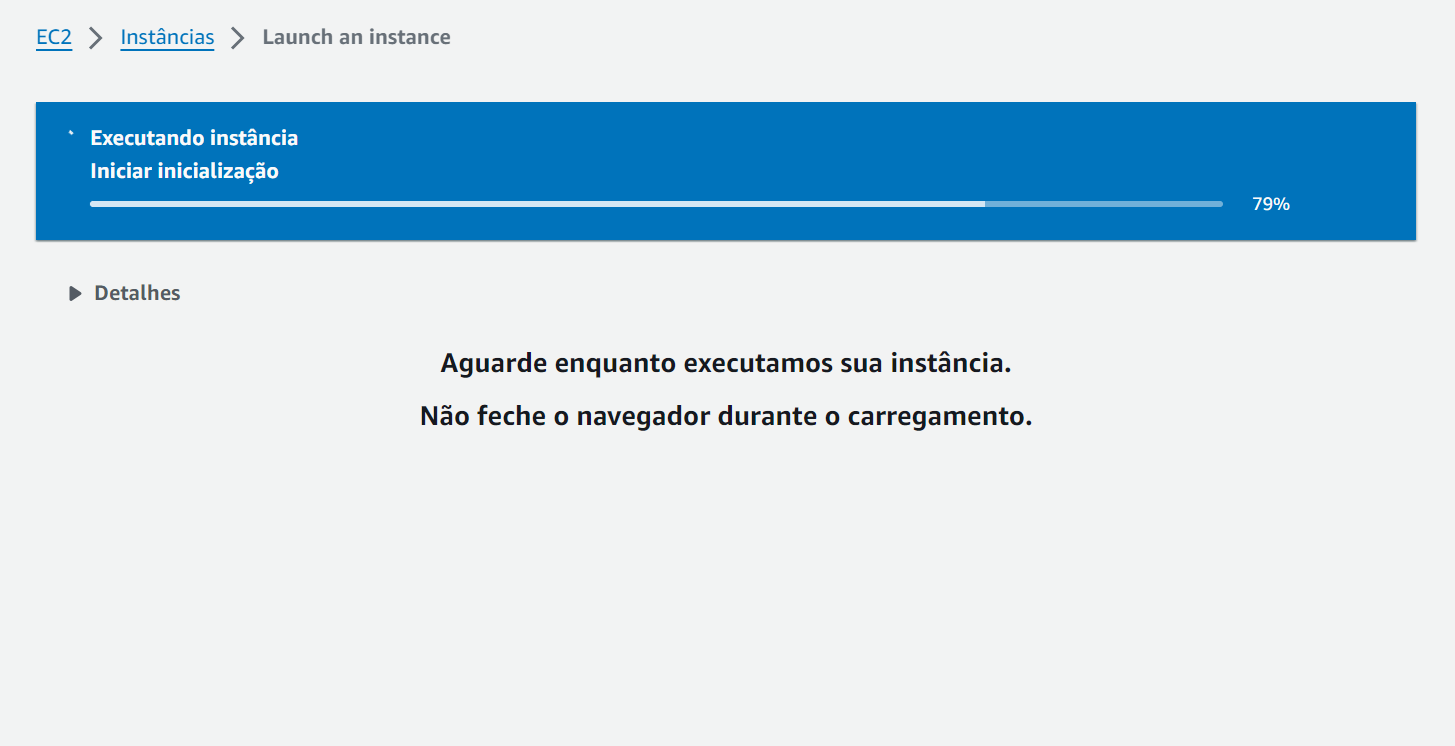 EC2 Instâncias Launch an instance
Executando instância
Iniciar inicialização
79%
Detalhes
Aguarde enquanto executamos sua instância.
Não feche o navegador durante o carregamento.